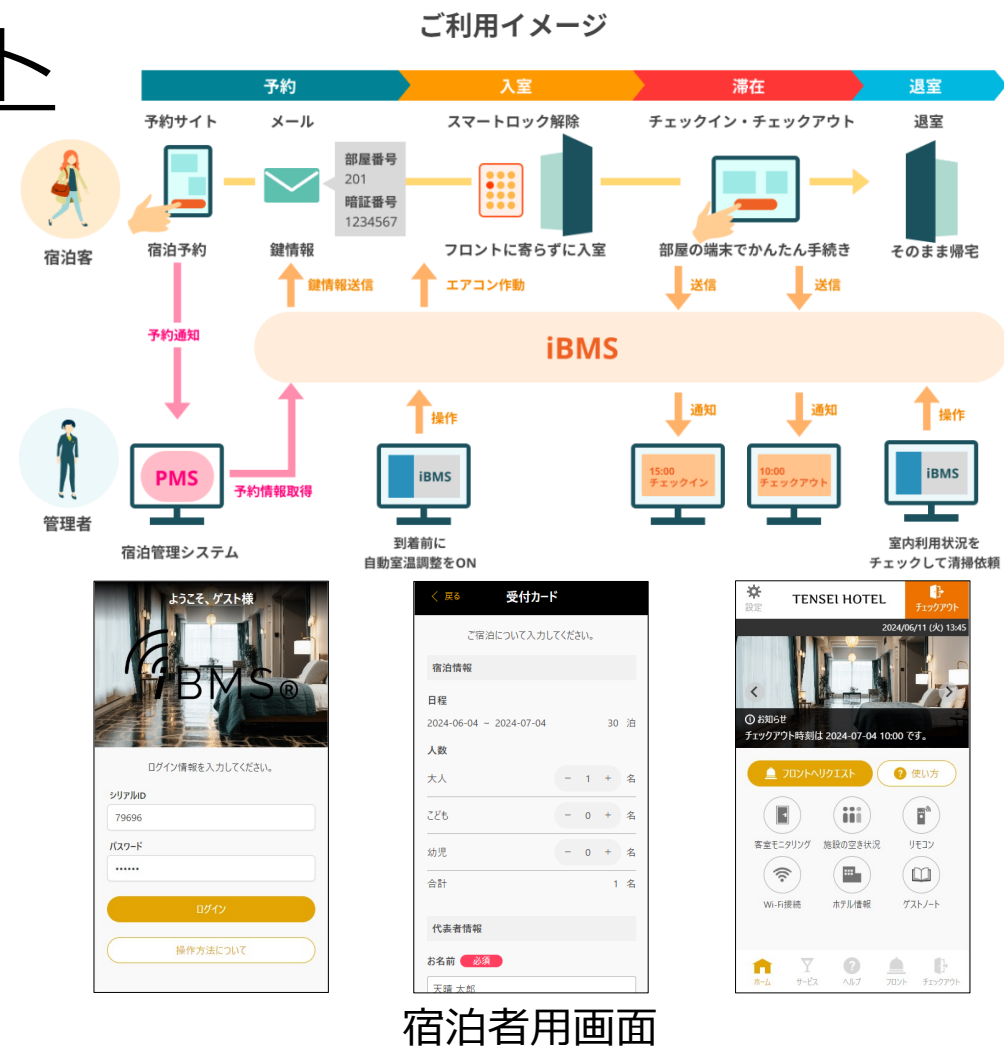 ご利用イメージ
ト
予約
入室
滞在
退室
予約サイト
メール
スマートロック解除
チェックイン・チェックアウト
退室
部屋番号
201
暗証番号
1234567
宿泊客
宿泊予約
鍵情報
フロントに寄らずに入室
部屋の端末でかんたん手続き
そのまま帰宅
鍵情報送信
エアコン作動
送信
送信
予約通知
iBMS
操作
通知
通知
操作
PMS
予約情報取得
iBMS
15:00
チェックイン
10:00
チェックアウト
iBMS
管理者
宿泊管理システム
到着前に
自動室温調整をON
室内利用状況を
チェックして清掃依頼
ようこそ、ゲスト様
iBMS®
ログイン情報を入力してください。
シリアルID
79696
パスワード
••••••
ログイン
操作方法について
戻る
受付カード
ご宿泊について入力してください。
宿泊情報
日程
2024-06-04 ~ 2024-07-04 30 泊
人数
大人 - 1 + 名
こども - 0 + 名
幼児 - 0 + 名
合計 1 名
代表者情報
お名前 必須
天晴 太郎
設定
TENSEI HOTEL
チェックアウト
2024/06/11 (火) 13:45
お知らせ
チェックアウト時刻は 2024-07-04 10:00 です。
フロントへリクエスト
使い方
客室モニタリング
施設の空き状況
リモコン
Wi-Fi接続
ホテル情報
ゲストノート
ホーム
サービス
ヘルプ
フロント
チェックアウト
宿泊者用画面